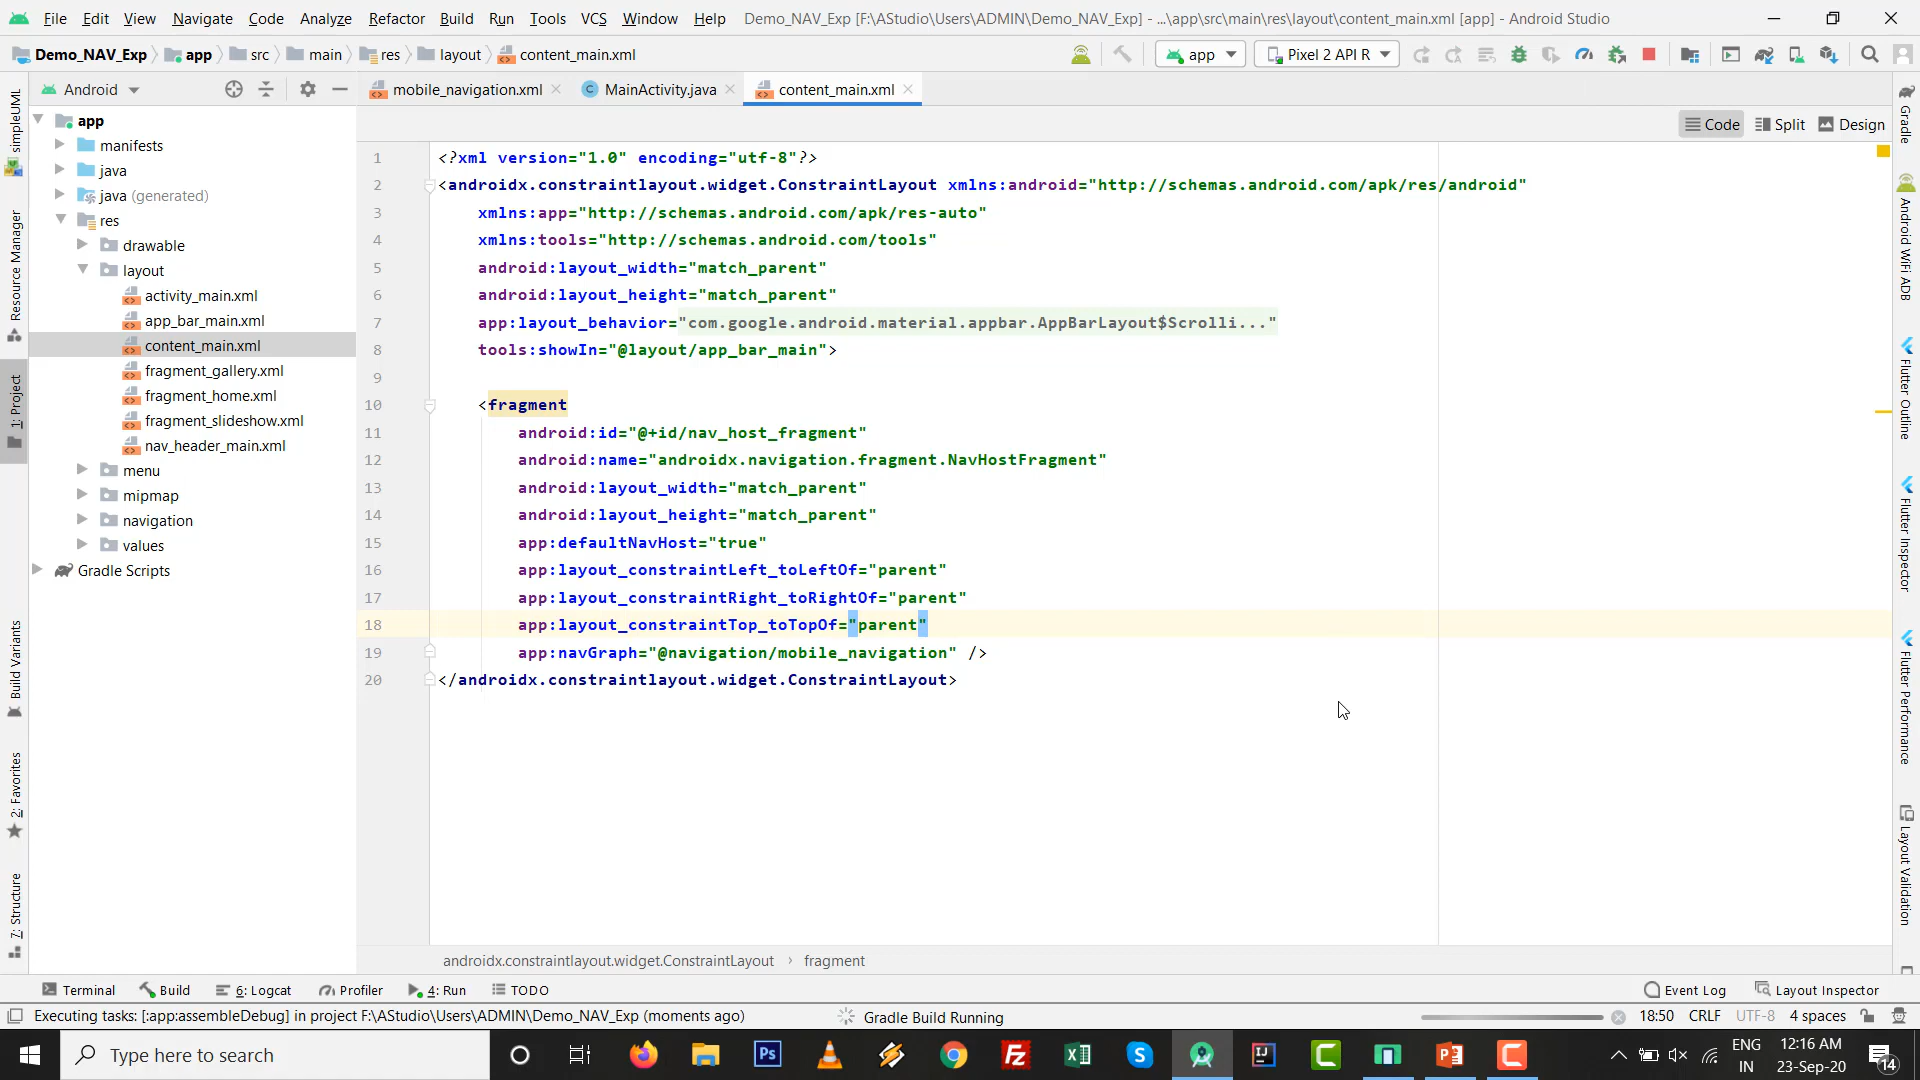 File Edit View Navigate Code Analyze Refactor Build Run Tools VCS Window Help Demo_NAV_Exp [F:\AStudio\Users\ADMIN\Demo_NAV_Exp] - ...\app\src\main\res\layout\content_main.xml [app] - Android Studio
Demo_NAV_Exp app src main res layout content_main.xml app Pixel 2 API R
Android mobile_navigation.xml MainActivity.java content_main.xml
Code Split Design
app
manifests
java
java (generated)
res
drawable
layout
activity_main.xml
app_bar_main.xml
content_main.xml
fragment_gallery.xml
fragment_home.xml
fragment_slideshow.xml
nav_header_main.xml
menu
mipmap
navigation
values
Gradle Scripts
simpleUML
Resource Manager
1: Project
Build Variants
2: Favorites
7: Structure
1 <?xml version="1.0" encoding="utf-8"?>
2 <androidx.constraintlayout.widget.ConstraintLayout xmlns:android="http://schemas.android.com/apk/res/android"
3 xmlns:app="http://schemas.android.com/apk/res-auto"
4 xmlns:tools="http://schemas.android.com/tools"
5 android:layout_width="match_parent"
6 android:layout_height="match_parent"
7 app:layout_behavior="com.google.android.material.appbar.AppBarLayout$Scrolli..."
8 tools:showIn="@layout/app_bar_main">
9
10 <fragment
11 android:id="@+id/nav_host_fragment"
12 android:name="androidx.navigation.fragment.NavHostFragment"
13 android:layout_width="match_parent"
14 android:layout_height="match_parent"
15 app:defaultNavHost="true"
16 app:layout_constraintLeft_toLeftOf="parent"
17 app:layout_constraintRight_toRightOf="parent"
18 app:layout_constraintTop_toTopOf="parent"
19 app:navGraph="@navigation/mobile_navigation" />
20 </androidx.constraintlayout.widget.ConstraintLayout>
Gradle
Android WiFi ADB
Flutter Outline
Flutter Inspector
Flutter Performance
Layout Validation
androidx.constraintlayout.widget.ConstraintLayout › fragment
Terminal Build 6: Logcat Profiler 4: Run TODO Event Log Layout Inspector
Executing tasks: [:app:assembleDebug] in project F:\AStudio\Users\ADMIN\Demo_NAV_Exp (moments ago) Gradle Build Running 18:50 CRLF UTF-8 4 spaces
Type here to search Ps IJ ENG 12:16 AM
IN 23-Sep-20 14